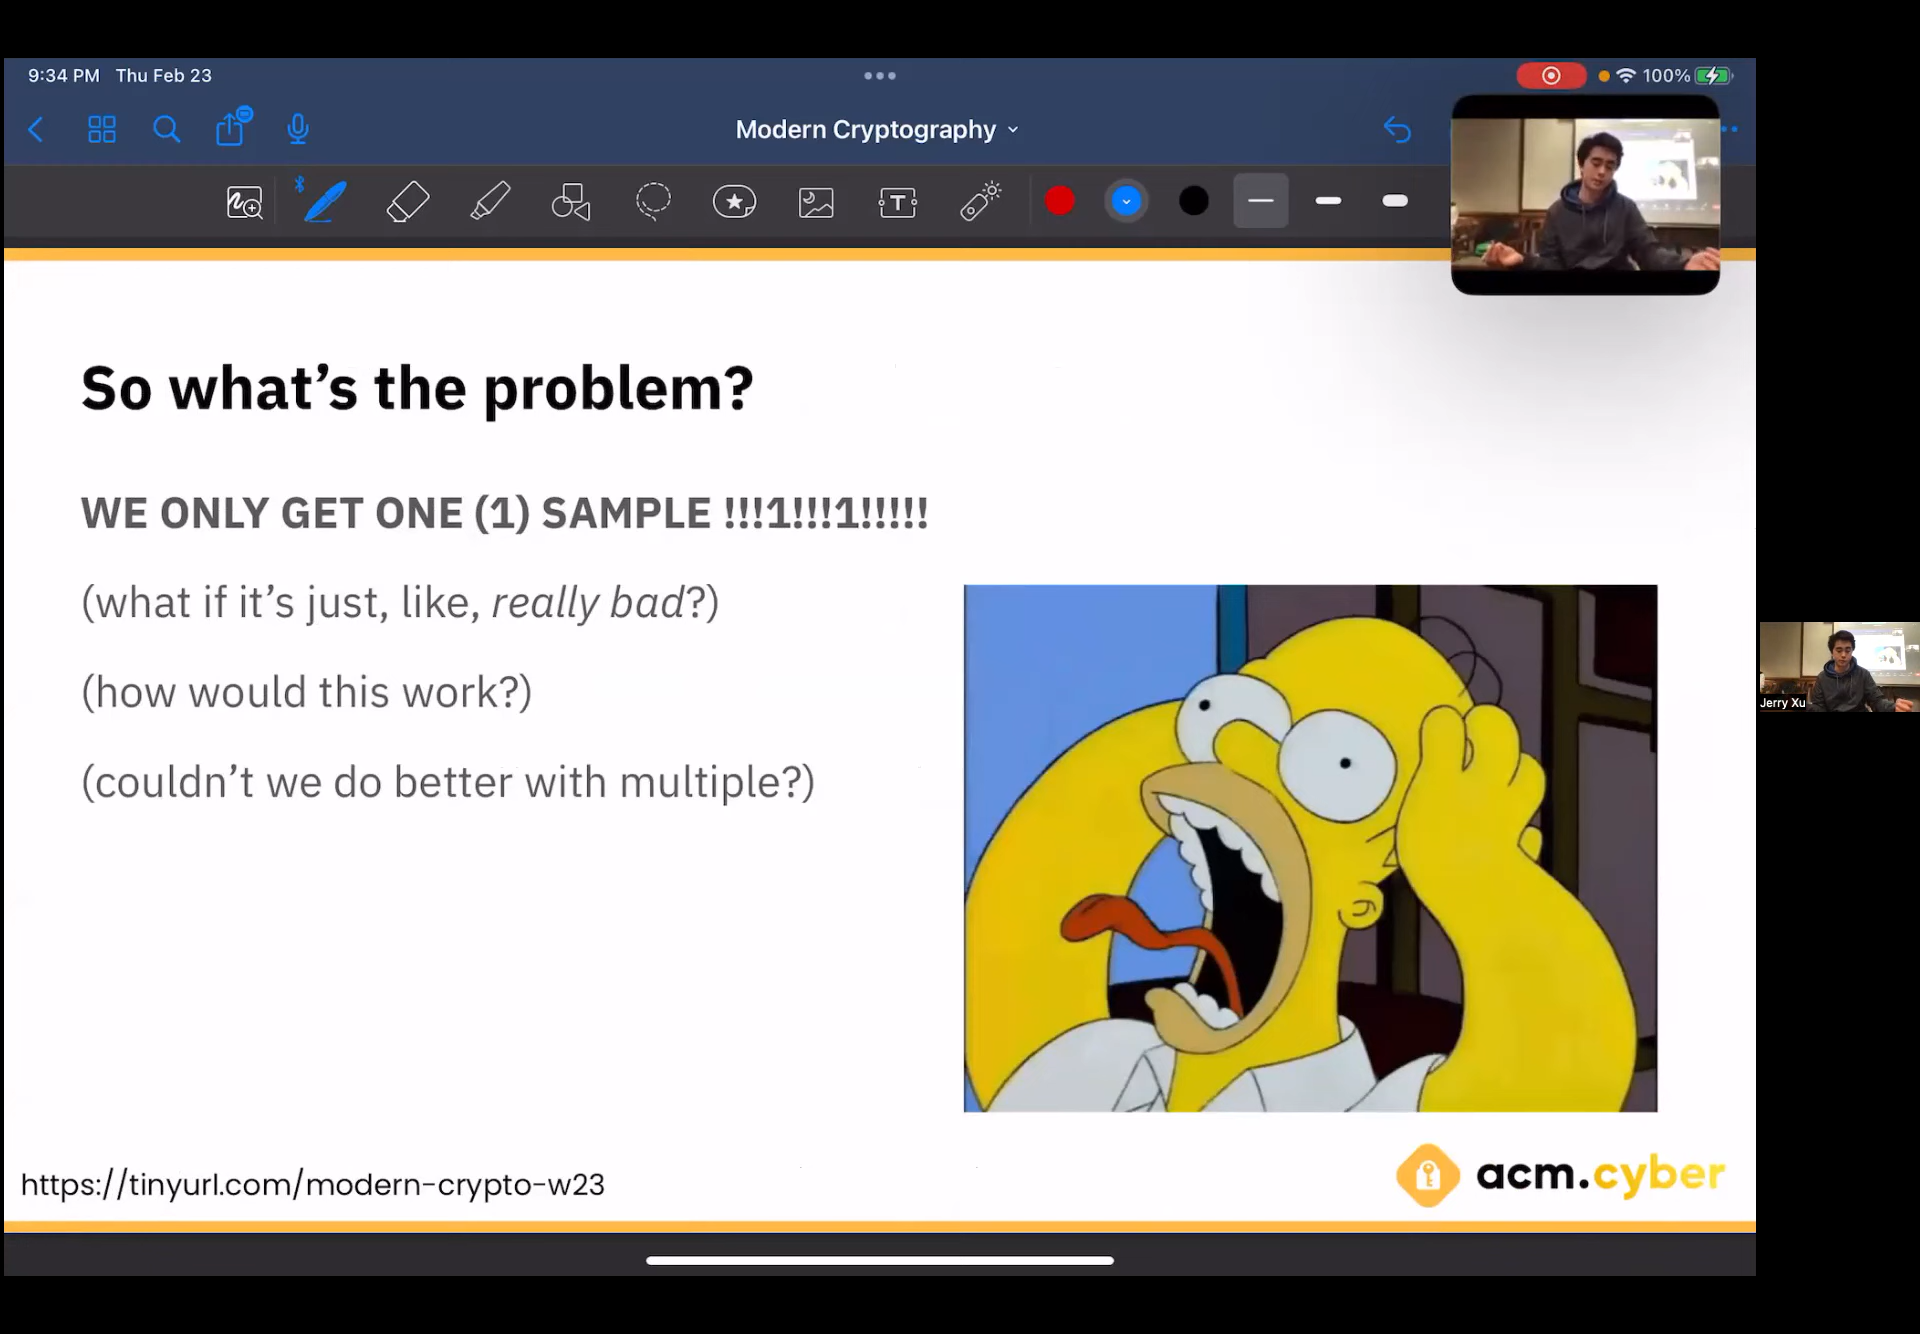 9:34 PM Thu Feb 23
100%
Modern Cryptography
T
So what's the problem?
WE ONLY GET ONE (1) SAMPLE !!!1!!!1!!!!!
(what if it's just, like, really bad?)
(how would this work?)
(couldn't we do better with multiple?)
Jerry Xu
https://tinyurl.com/modern-crypto-w23
acm.cyber